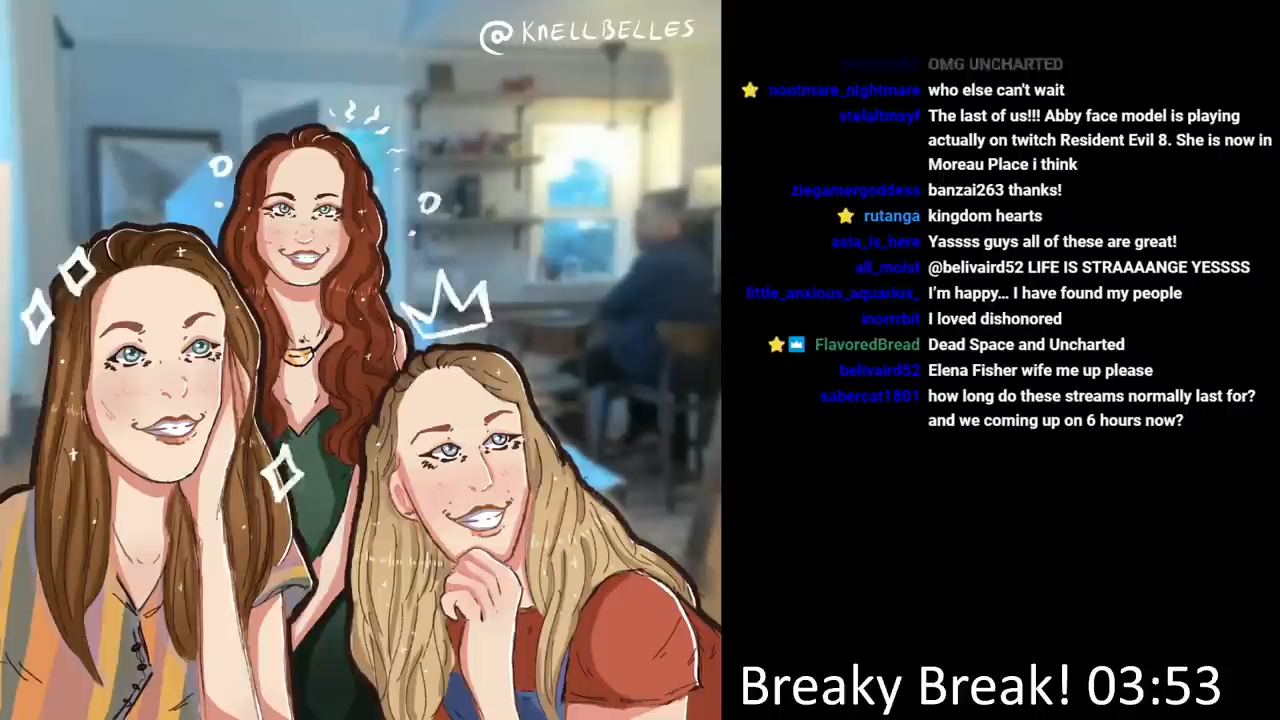 @KNELLBELLES
OMG UNCHARTED
nootmare_nightmare who else can't wait
stelaltmayf The last of us!!! Abby face model is playing
actually on twitch Resident Evil 8. She is now in
Moreau Place i think
ziegamergoddess banzai263 thanks!
rutanga kingdom hearts
asia_is_here Yassss guys all of these are great!
all_moist @belivaird52 LIFE IS STRAAAANGE YESSSS
little_anxious_aquarius_ I'm happy… I have found my people
inorrrbit I loved dishonored
FlavoredBread Dead Space and Uncharted
belivaird52 Elena Fisher wife me up please
sabercat1801 how long do these streams normally last for?
and we coming up on 6 hours now?
Breaky Break! 03:53